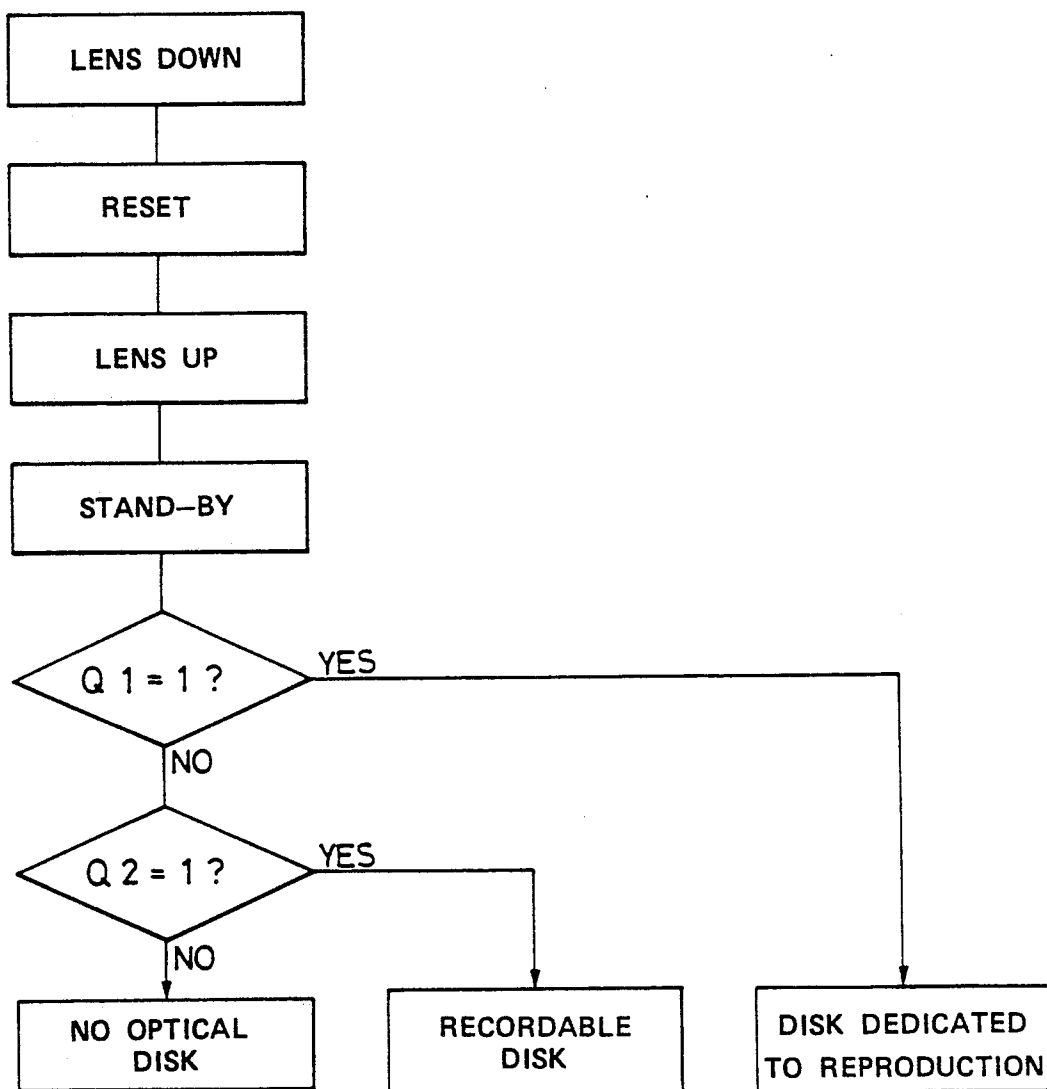 LENS DOWN
RESET
LENS UP
STAND–BY
Q 1 = 1 ?
YES
NO
Q 2 = 1 ?
YES
NO
NO OPTICAL
DISK
RECORDABLE
DISK
DISK DEDICATED
TO REPRODUCTION